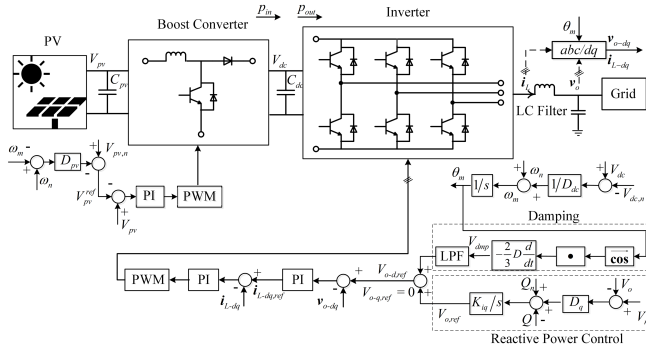 p_in
p_out
Boost Converter
Inverter
PV
V_pv
C_pv
V_dc
C_dc
i_L
LC Filter
v_o
θ_m
abc/dq
v_o-dq
i_L-dq
Grid
ω_m - + ω_n
D_pv
+ V_pv,n -
V_pv^ref
- + V_pv
PI
PWM
θ_m
1/s
ω_m
ω_n + +
1/D_dc
+ V_dc
- V_dc,n
Damping
LPF
V_dmp
-2/3 D d/dt
•
cos
PWM
PI
+ - i_L-dq
i_L-dq,ref
PI
+ - v_o-dq
V_o-d,ref
V_o-q,ref = 0
+ + +
V_o,ref
K_iq/s
Q_n + + Q -
D_q
- V_o
+
Reactive Power Control